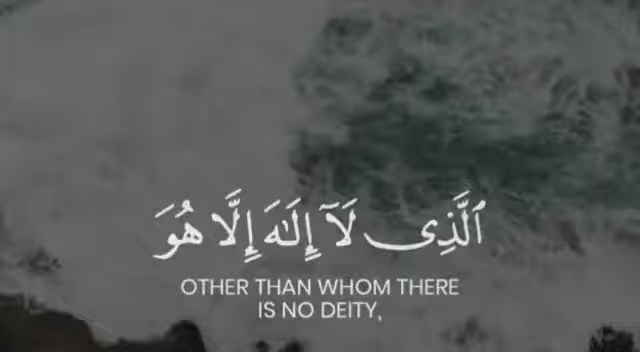 ٱلَّذِى لَآ إِلَـٰهَ إِلَّا هُوَ
OTHER THAN WHOM THERE
IS NO DEITY,